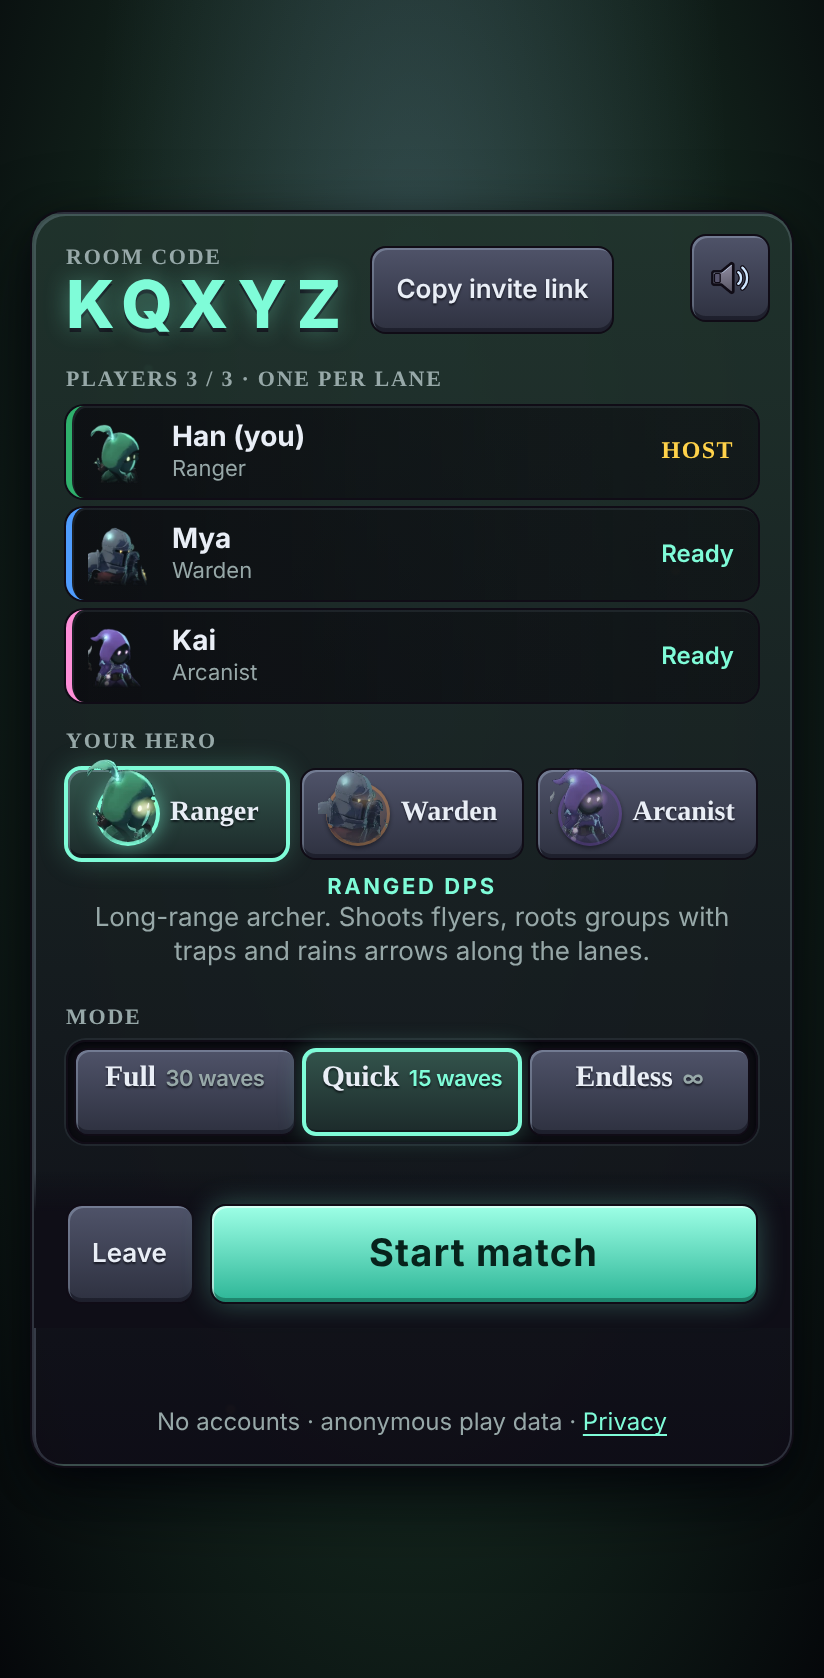 ROOM CODE
KQXYZ
Copy invite link
PLAYERS 3 / 3 · ONE PER LANE
Han (you)
Ranger
HOST
Mya
Warden
Ready
Kai
Arcanist
Ready
YOUR HERO
Ranger
Warden
Arcanist
RANGED DPS
Long-range archer. Shoots flyers, roots groups with
traps and rains arrows along the lanes.
MODE
Full 30 waves
Quick 15 waves
Endless ∞
Leave
Start match
No accounts · anonymous play data · Privacy